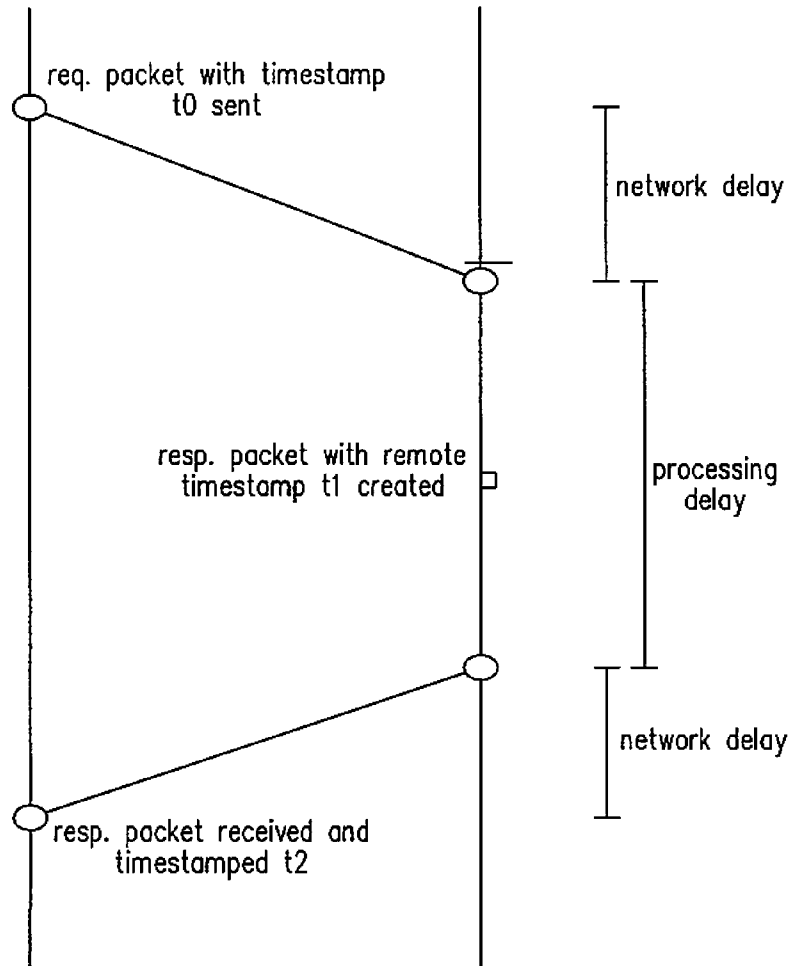 req. packet with timestamp
t0 sent
network delay
resp. packet with remote
timestamp t1 created
processing
delay
network delay
resp. packet received and
timestamped t2